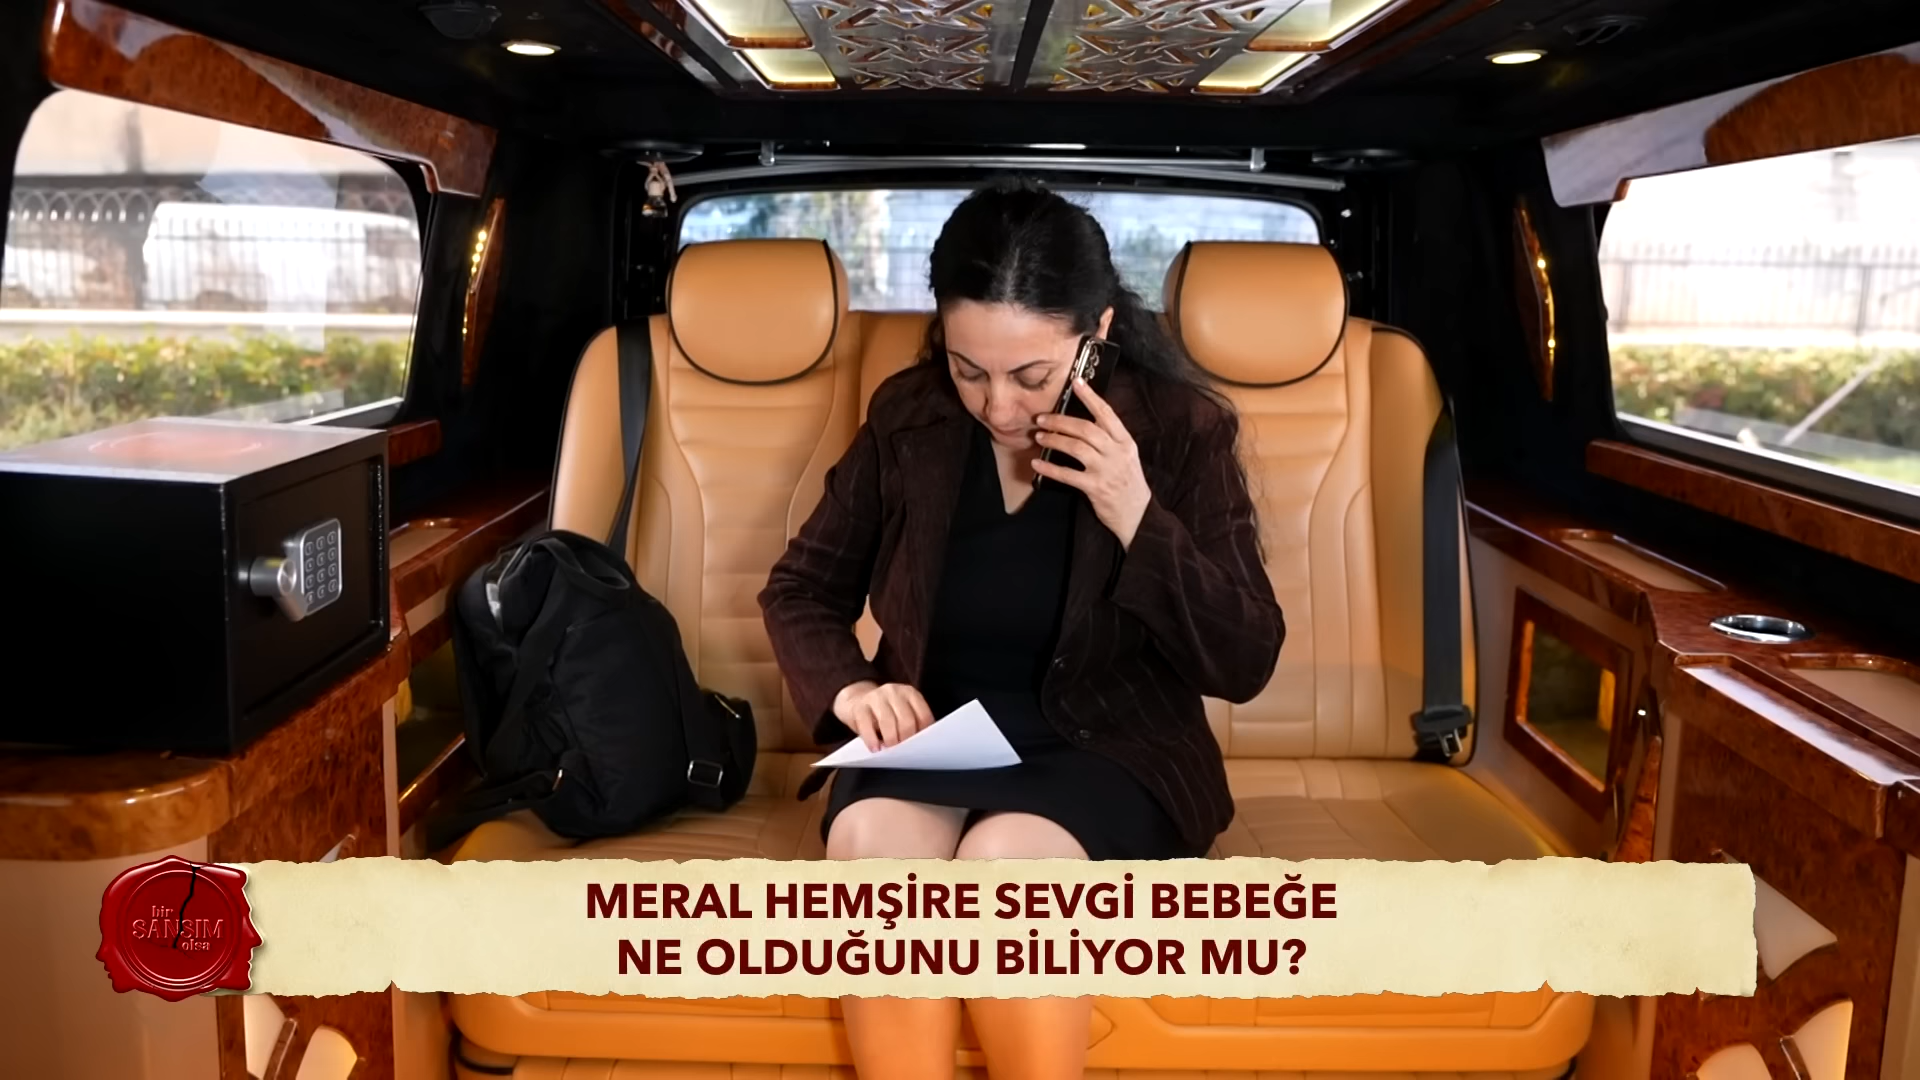 MERAL HEMŞİRE SEVGİ BEBEĞE
NE OLDUĞUNU BİLİYOR MU?
bir
ŞANSIM
olsa